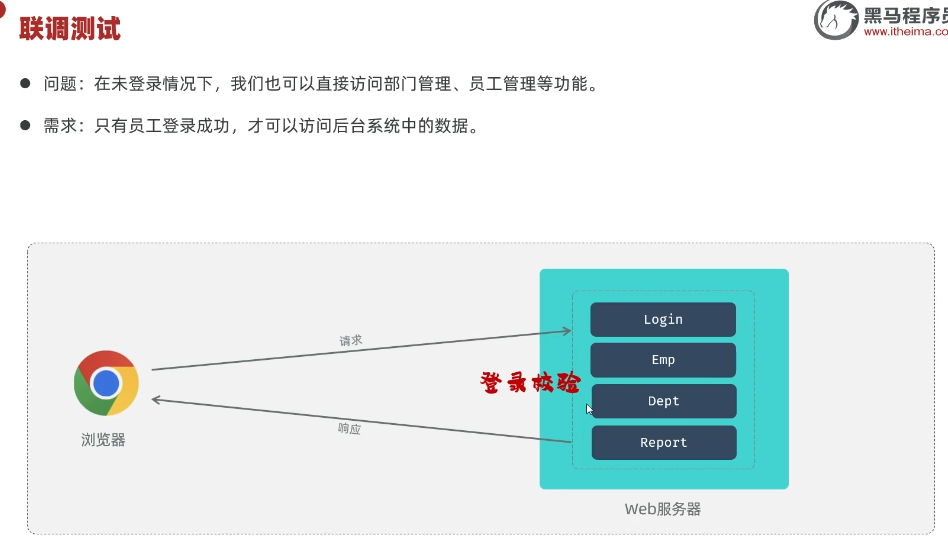 联调测试
黑马程序员
www.itheima.co
● 问题：在未登录情况下，我们也可以直接访问部门管理、员工管理等功能。
● 需求：只有员工登录成功，才可以访问后台系统中的数据。
Login
请求
Emp
登录校验
Dept
响应
浏览器
Report
Web服务器